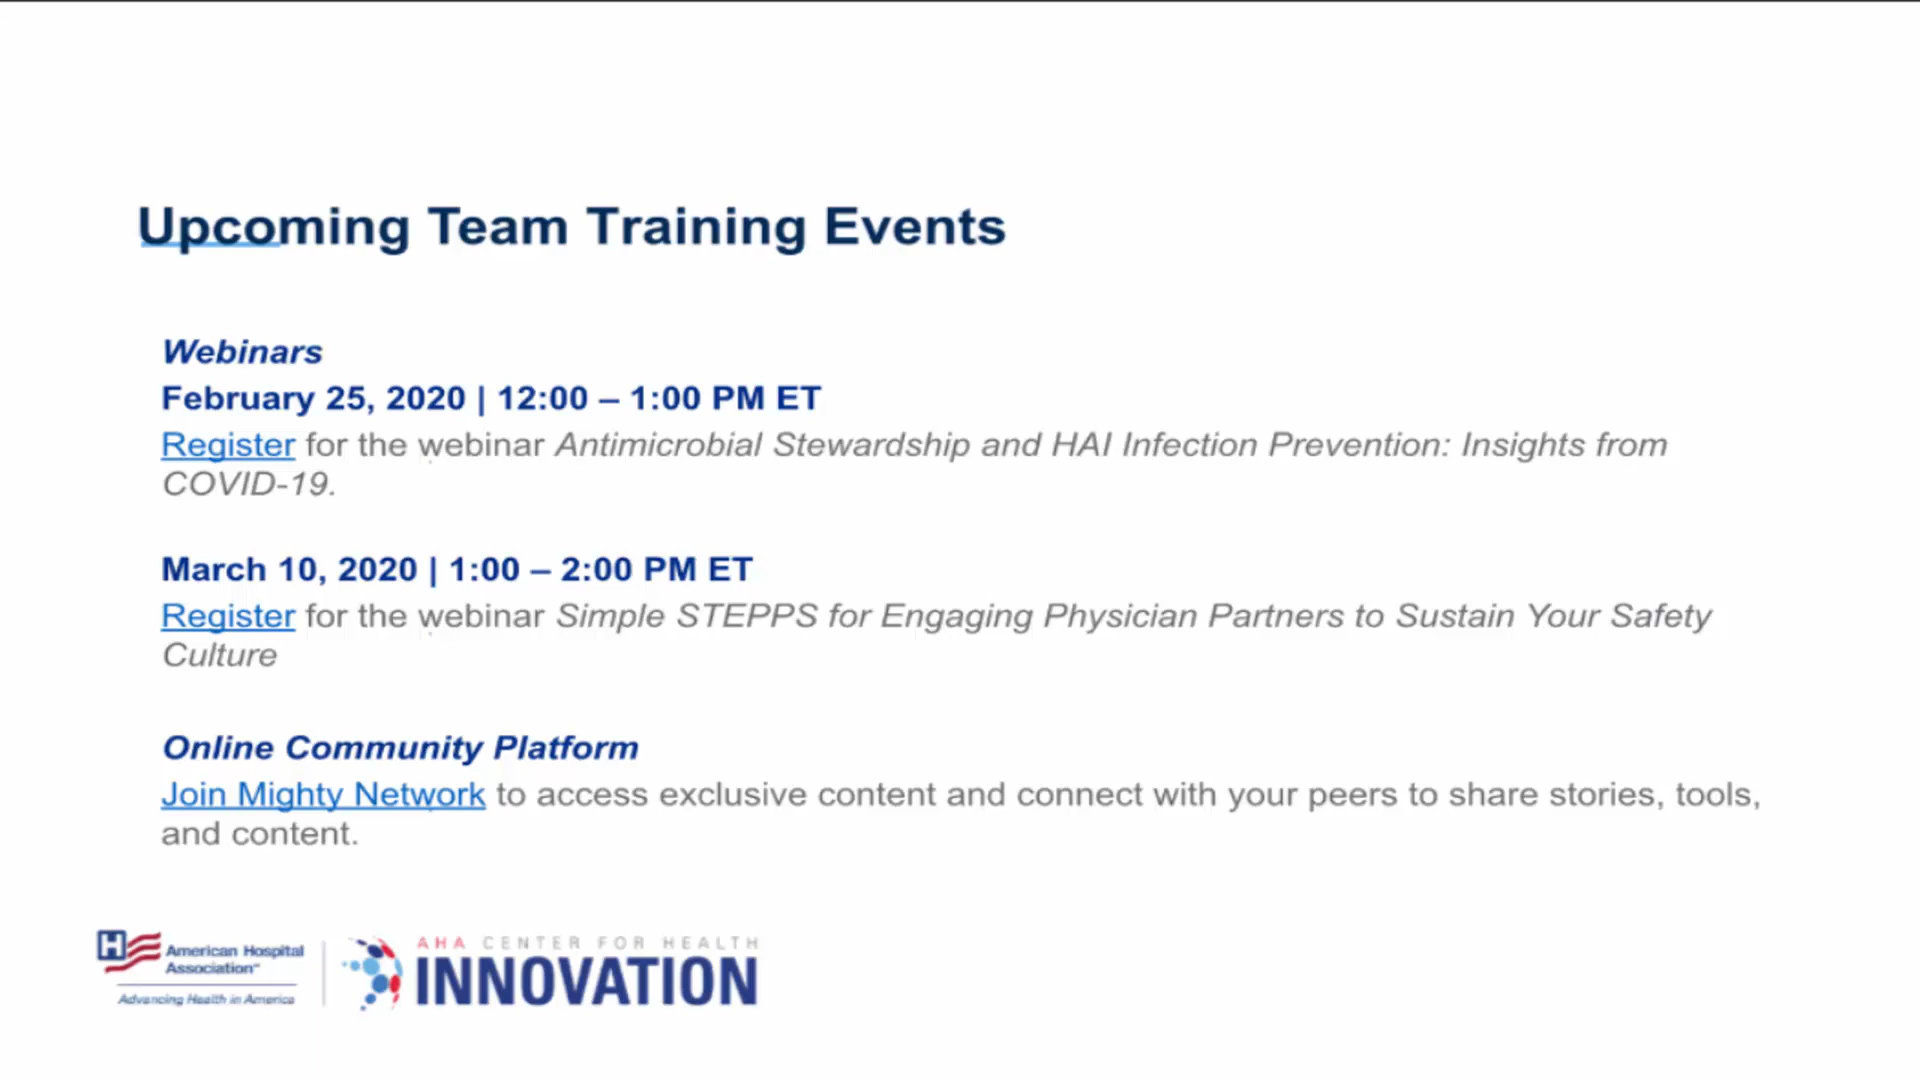 Upcoming Team Training Events
Webinars
February 25, 2020 | 12:00 – 1:00 PM ET
Register for the webinar Antimicrobial Stewardship and HAI Infection Prevention: Insights from
COVID-19.
March 10, 2020 | 1:00 – 2:00 PM ET
Register for the webinar Simple STEPPS for Engaging Physician Partners to Sustain Your Safety
Culture
Online Community Platform
Join Mighty Network to access exclusive content and connect with your peers to share stories, tools,
and content.
H
American Hospital
Association™
Advancing Health in America
AHA CENTER FOR HEALTH
INNOVATION